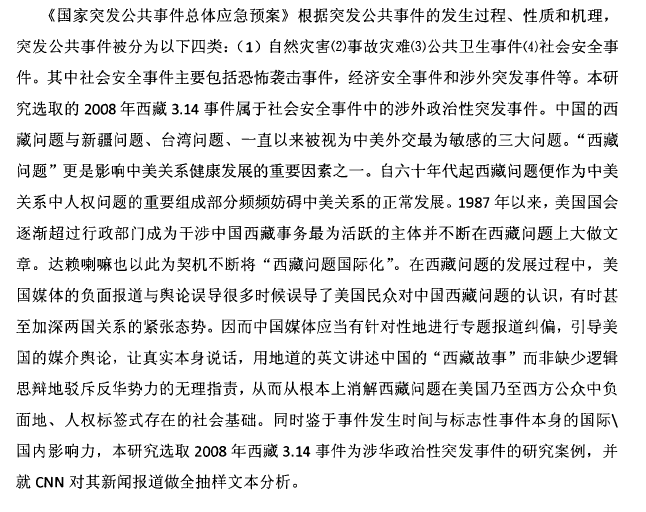 《国家突发公共事件总体应急预案》根据突发公共事件的发生过程、性质和机理，
突发公共事件被分为以下四类：（1）自然灾害⑵事故灾难⑶公共卫生事件⑷社会安全事
件。其中社会安全事件主要包括恐怖袭击事件，经济安全事件和涉外突发事件等。本研
究选取的 2008 年西藏 3.14 事件属于社会安全事件中的涉外政治性突发事件。中国的西
藏问题与新疆问题、台湾问题、一直以来被视为中美外交最为敏感的三大问题。“西藏
问题”更是影响中美关系健康发展的重要因素之一。自六十年代起西藏问题便作为中美
关系中人权问题的重要组成部分频频妨碍中美关系的正常发展。1987 年以来，美国国会
逐渐超过行政部门成为干涉中国西藏事务最为活跃的主体并不断在西藏问题上大做文
章。达赖喇嘛也以此为契机不断将“西藏问题国际化”。在西藏问题的发展过程中，美
国媒体的负面报道与舆论误导很多时候误导了美国民众对中国西藏问题的认识，有时甚
至加深两国关系的紧张态势。因而中国媒体应当有针对性地进行专题报道纠偏，引导美
国的媒介舆论，让真实本身说话，用地道的英文讲述中国的“西藏故事”而非缺少逻辑
思辩地驳斥反华势力的无理指责，从而从根本上消解西藏问题在美国乃至西方公众中负
面地、人权标签式存在的社会基础。同时鉴于事件发生时间与标志性事件本身的国际\
国内影响力，本研究选取 2008 年西藏 3.14 事件为涉华政治性突发事件的研究案例，并
就 CNN 对其新闻报道做全抽样文本分析。